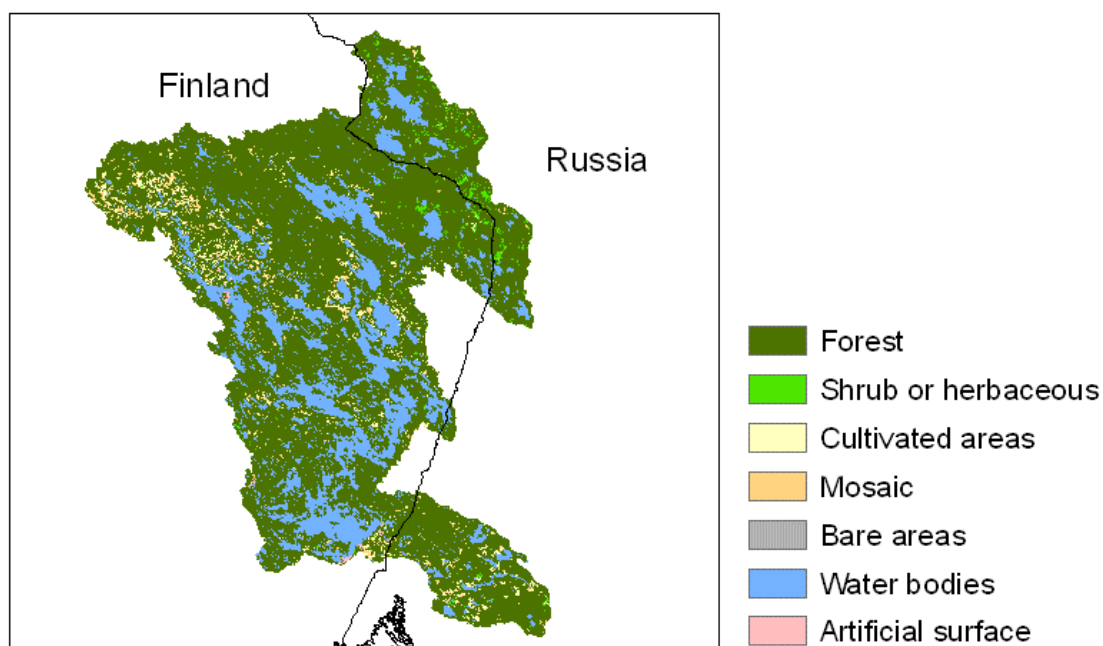 Finland
Russia
Forest
Shrub or herbaceous
Cultivated areas
Mosaic
Bare areas
Water bodies
Artificial surface